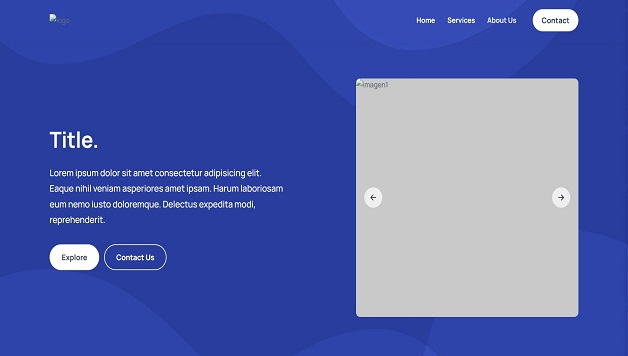 logo
Home Services About Us Contact
imagen1
Title.
Lorem ipsum dolor sit amet consectetur adipisicing elit.
Eaque nihil veniam asperiores amet ipsam. Harum laboriosam
eum nemo iusto doloremque. Delectus expedita modi,
reprehenderit.
Explore Contact Us